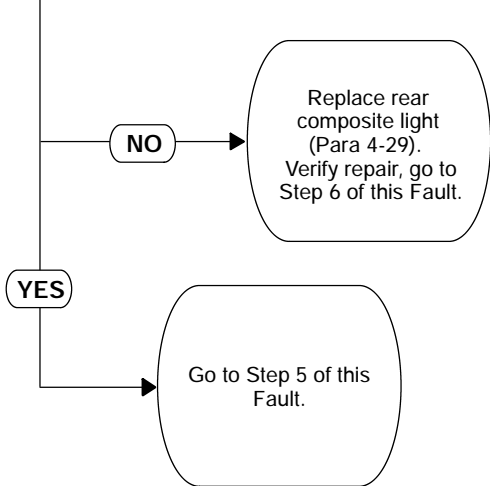 NO
Replace rear
composite light
(Para 4-29).
Verify repair, go to
Step 6 of this Fault.
YES
Go to Step 5 of this
Fault.